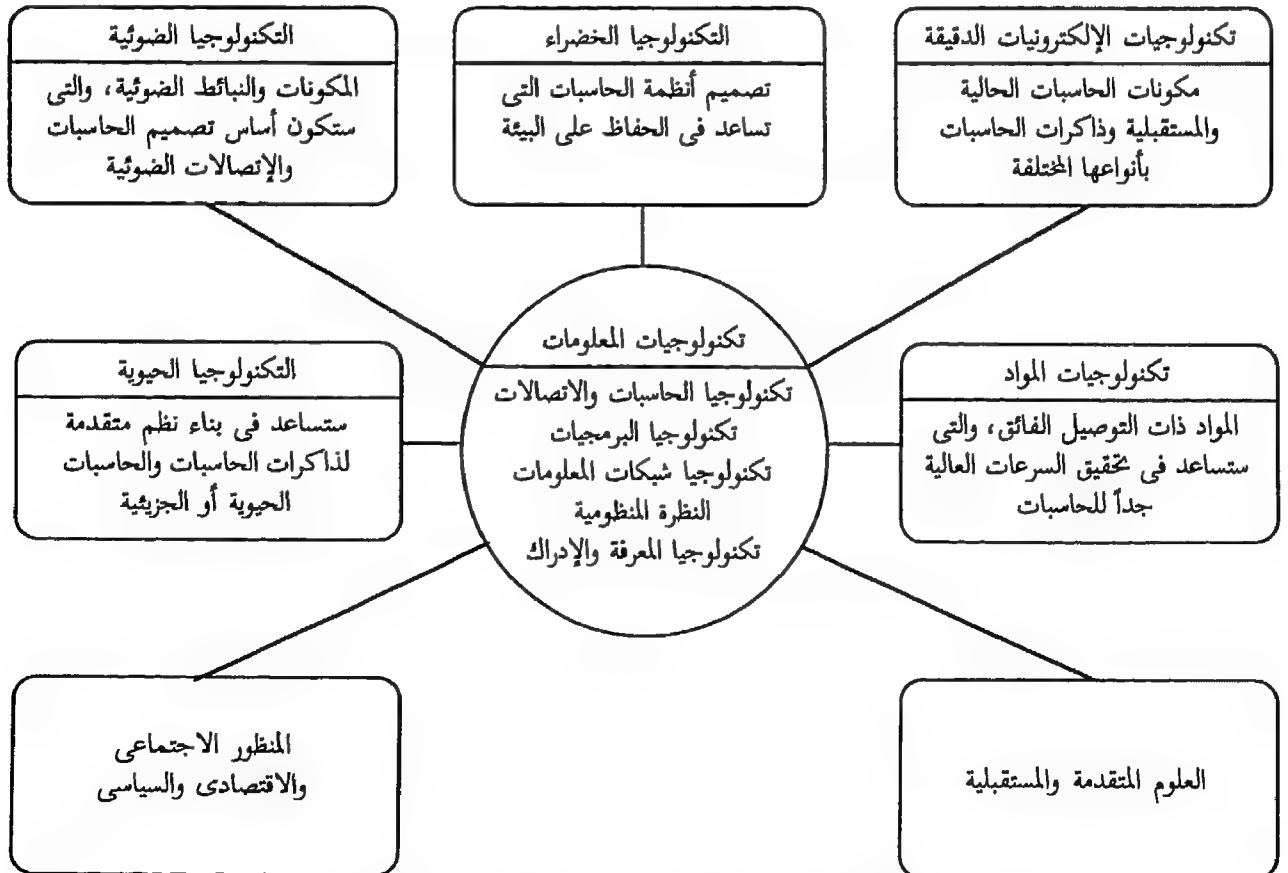 تكنولوجيات الإلكترونيات الدقيقة
مكونات الحاسبات الحالية
والمستقبلية وذاكرات الحاسبات
بأنواعها المختلفة
التكنولوجيا الخضراء
تصميم أنظمة الحاسبات التى
تساعد فى الحفاظ على البيئة
التكنولوجيا الضوئية
المكونات والنبائط الضوئية، والتى
ستكون أساس تصميم الحاسبات
والإتصالات الضوئية
تكنولوجيات المواد
المواد ذات التوصيل الفائق، والتى
ستساعد فى تحقيق السرعات العالية
جداً للحاسبات
تكنولوجيات المعلومات
تكنولوجيا الحاسبات والاتصالات
تكنولوجيا البرمجيات
تكنولوجيا شبكات المعلومات
النظرة المنظومية
تكنولوجيا المعرفة والإدراك
التكنولوجيا الحيوية
ستساعد فى بناء نظم متقدمة
لذاكرات الحاسبات والحاسبات
الحيوية أو الجزيئية
العلوم المتقدمة والمستقبلية
المنظور الاجتماعى
والاقتصادى والسياسى